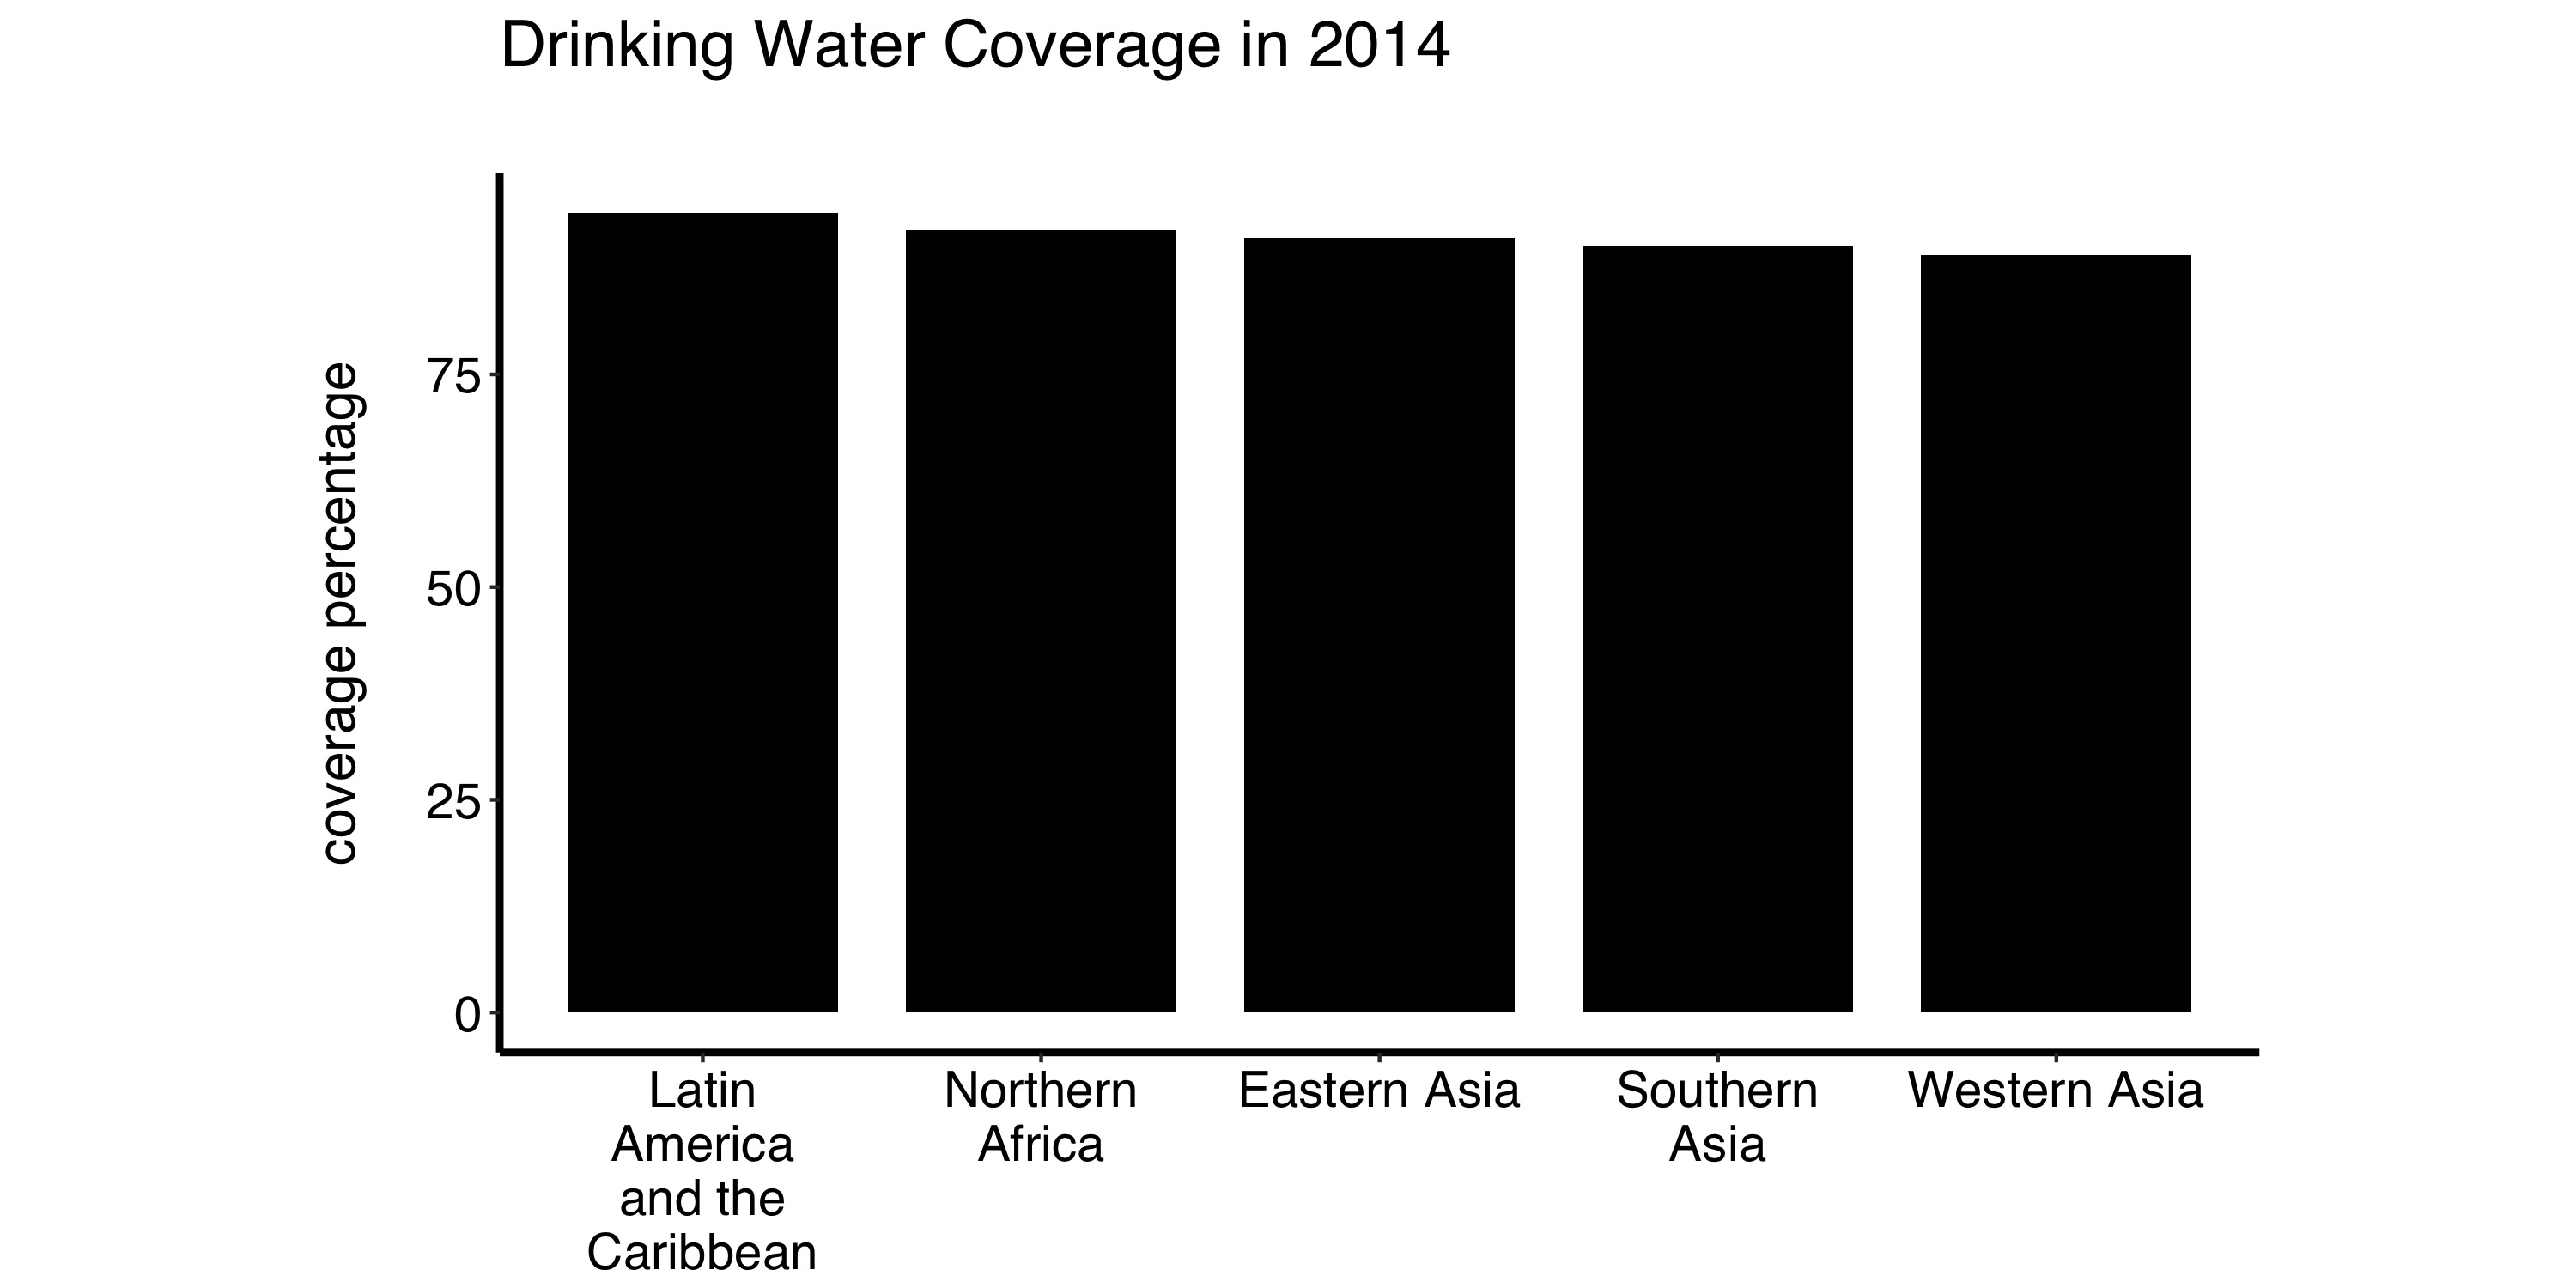 Drinking Water Coverage in 2014
coverage percentage
75
50
25
0
Latin
America
and the
Caribbean
Northern
Africa
Eastern Asia
Southern
Asia
Western Asia